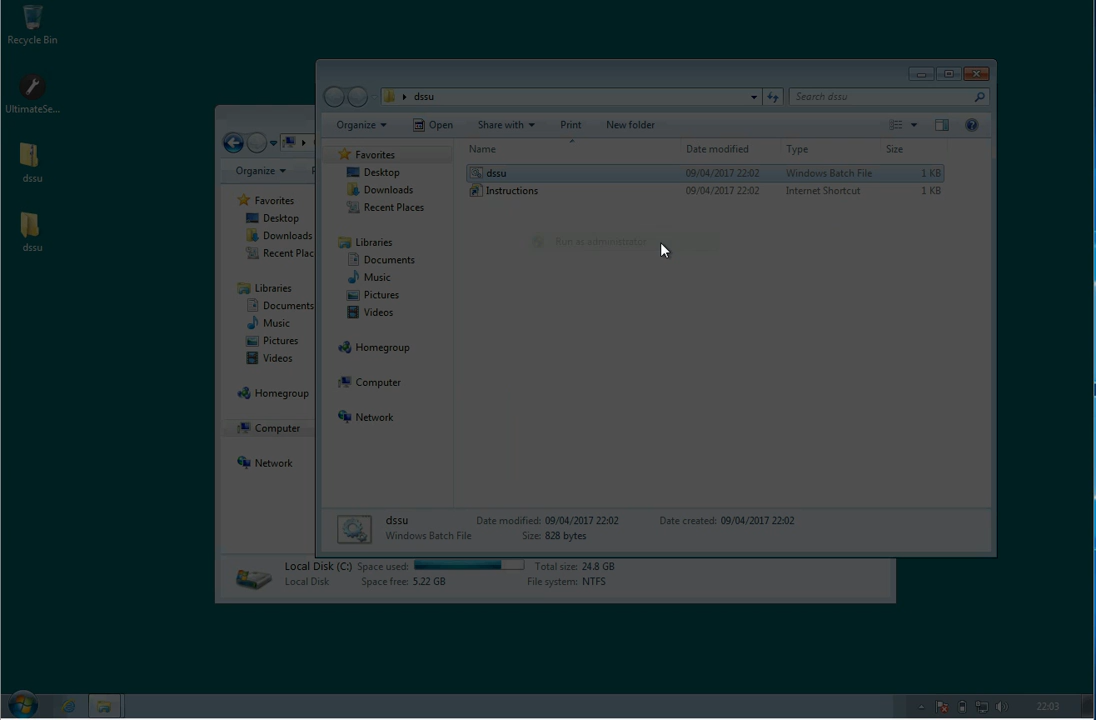 Recycle Bin
UltimateSe...
dssu
dssu
dssu
Search dssu
Organize
Open
Share with
Print
New folder
Name
Date modified
Type
Size
Favorites
Desktop
Downloads
Recent Places
Libraries
Documents
Music
Pictures
Videos
Homegroup
Computer
Network
dssu 09/04/2017 22:02 Windows Batch File 1 KB
Instructions 09/04/2017 22:02 Internet Shortcut 1 KB
Run as administrator
dssu Date modified: 09/04/2017 22:02 Date created: 09/04/2017 22:02
Windows Batch File Size: 828 bytes
Organize
Favorites
Desktop
Downloads
Recent Plac
Libraries
Documents
Music
Pictures
Videos
Homegroup
Computer
Network
Local Disk (C:) Space used: Total size: 24.8 GB
Local Disk Space free: 5.22 GB File system: NTFS
22:03